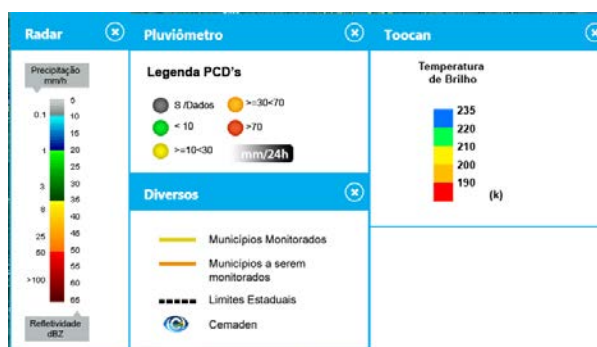 Radar
Precipitação
mm/h
5
0.1
10
15
20
1
25
30
3
35
8
36
40
25
45
50
50
55
>100
60
65
Refletividade
dBZ
Pluviômetro
Legenda PCD's
S /Dados
>=30<70
< 10
>70
>=10<30
mm/24h
Diversos
Municípios Monitorados
Municípios a serem
monitorados
Limites Estaduais
Cemaden
Toocan
Temperatura
de Brilho
235
220
210
200
190
(k)